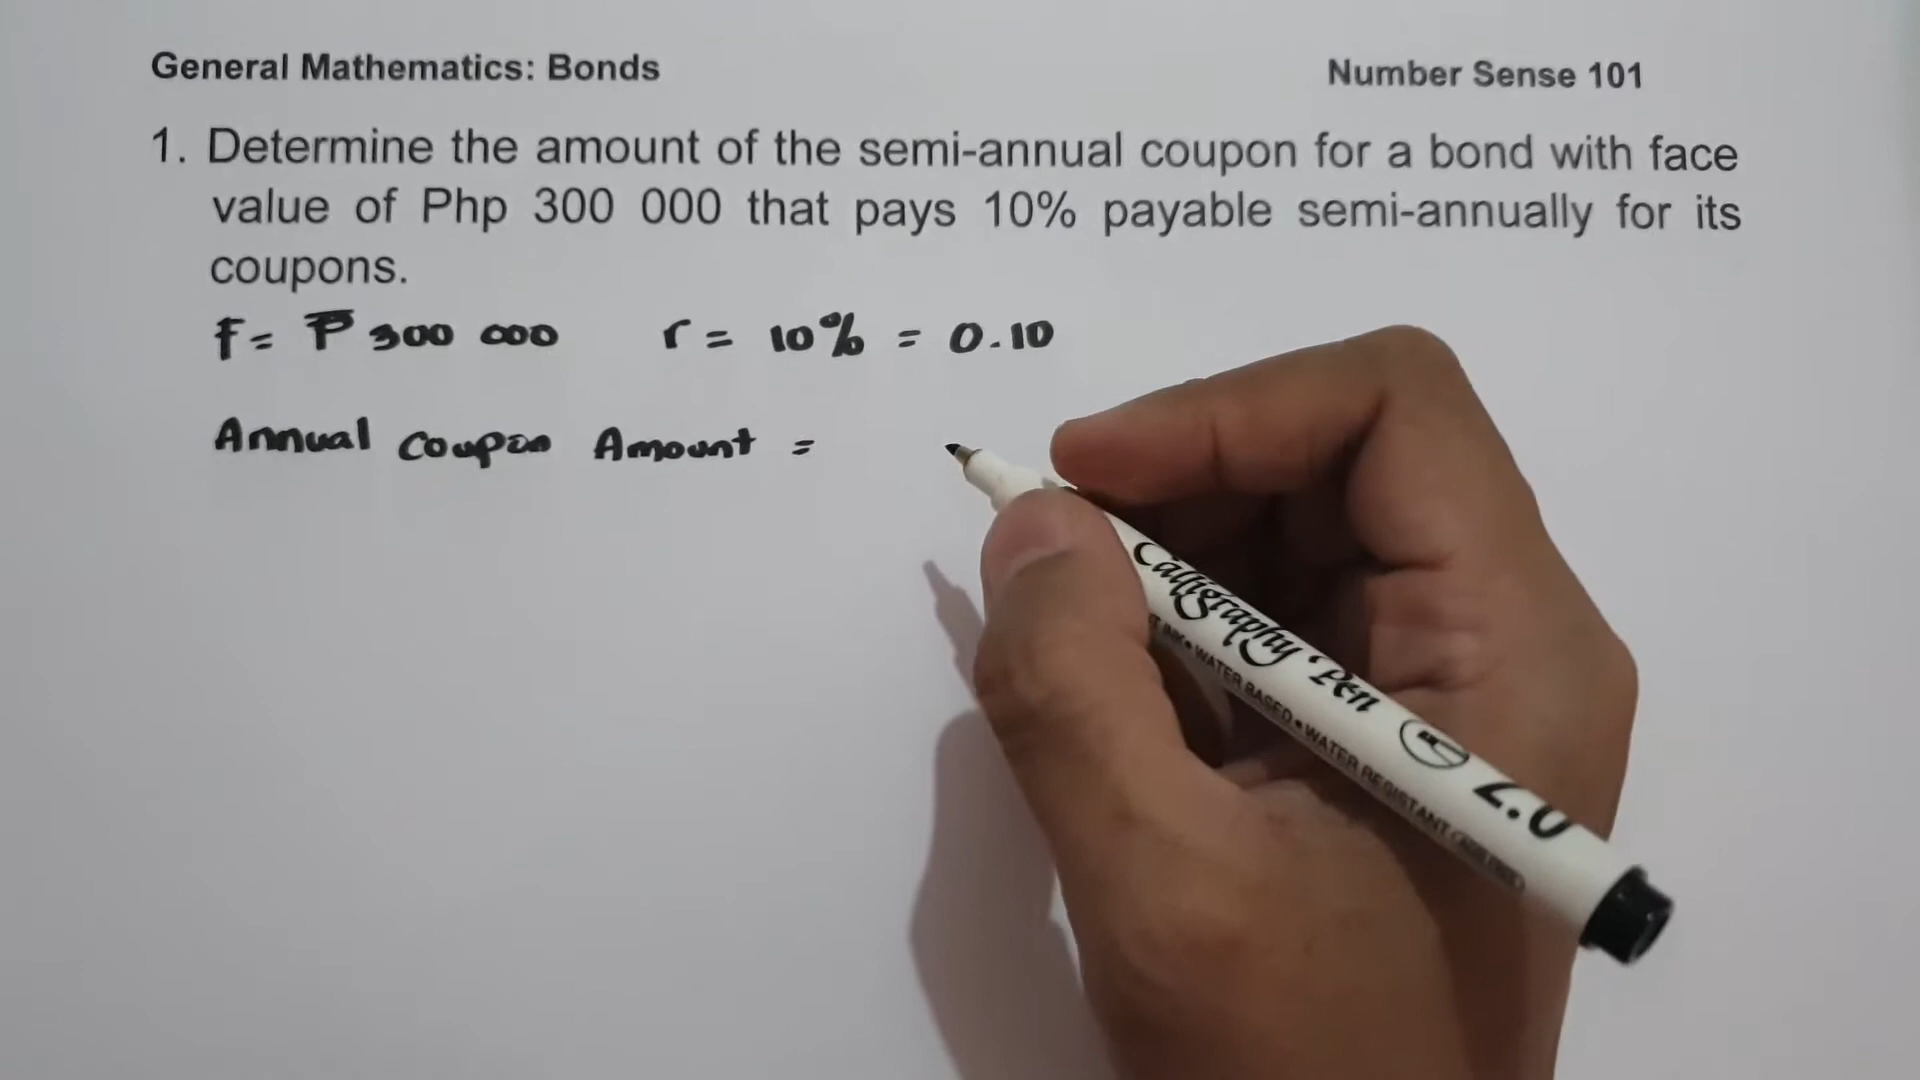 General Mathematics: Bonds
Number Sense 101
1. Determine the amount of the semi-annual coupon for a bond with face
value of Php 300 000 that pays 10% payable semi-annually for its
coupons.
F = ₱ 300 000 r = 10% = 0.10
Annual Coupon Amount =
Calligraphy Pen 2.0
WATER BASED • WATER RESISTANT